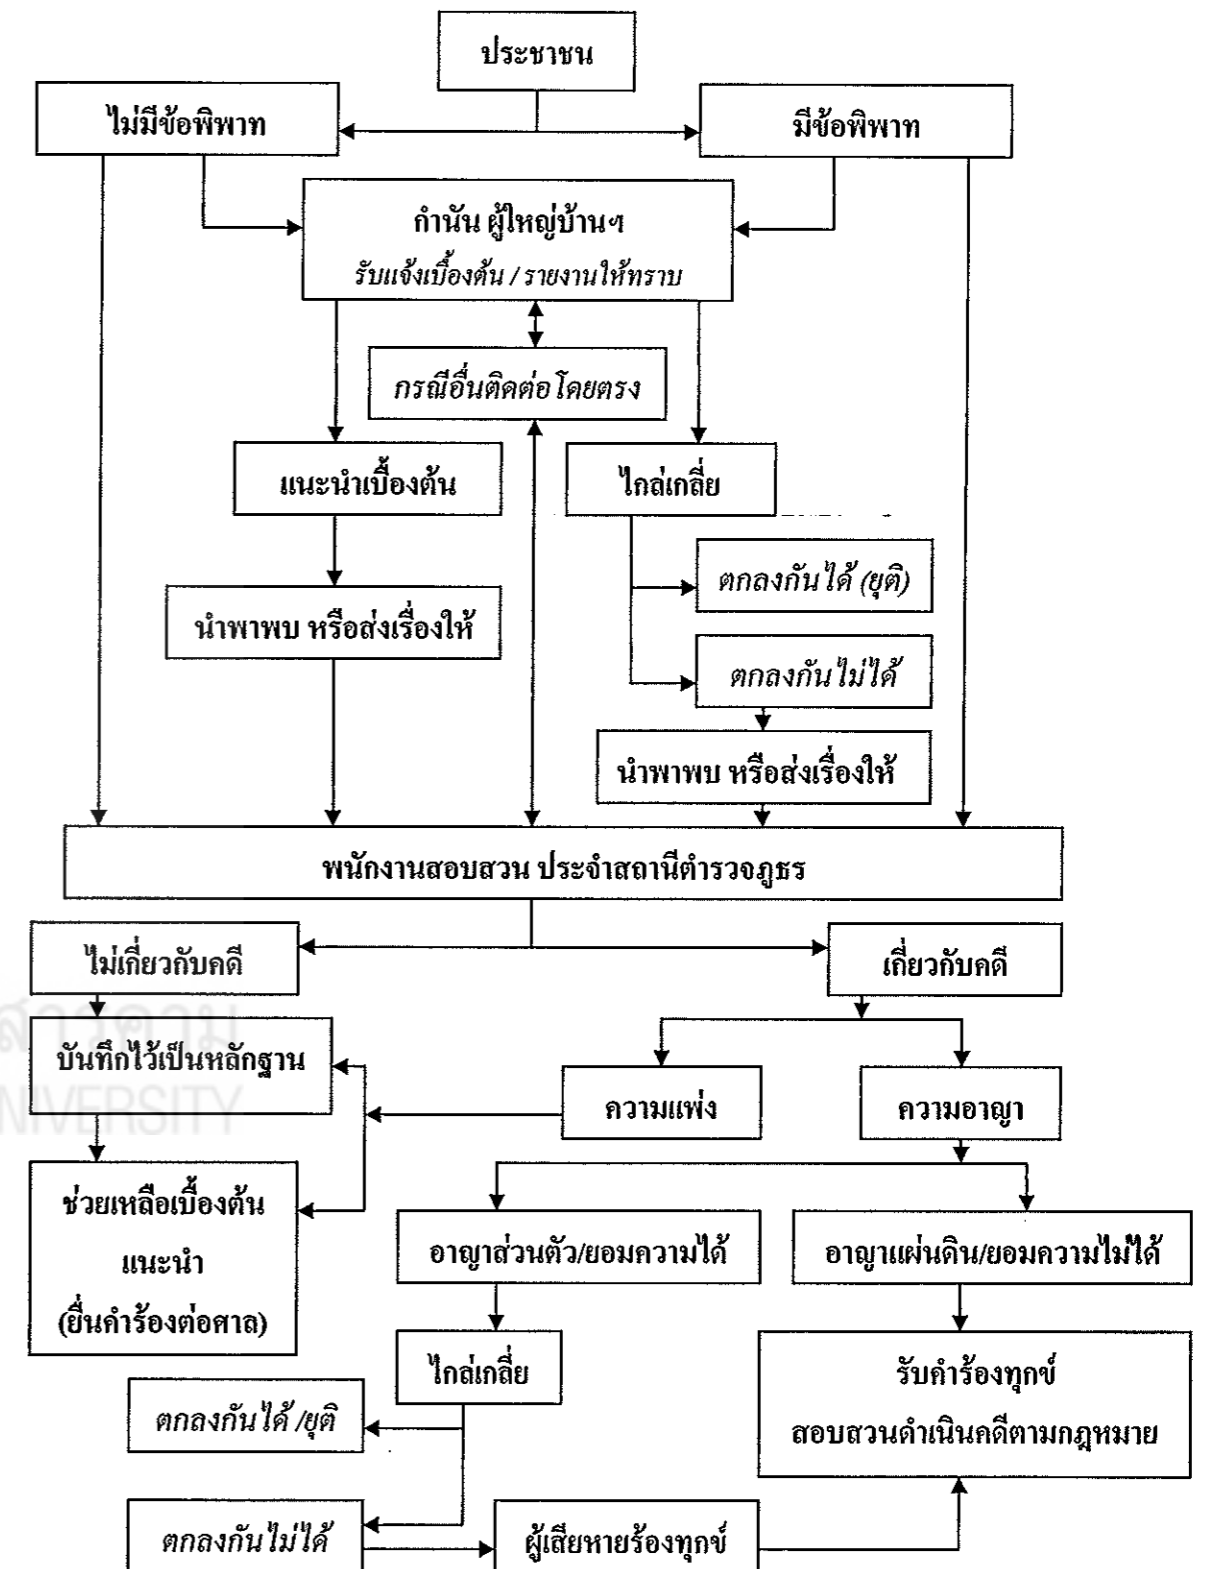 ประชาชน
ไม่มีข้อพิพาท
มีข้อพิพาท
กำนัน ผู้ใหญ่บ้านฯ
รับแจ้งเบื้องต้น / รายงานให้ทราบ
กรณีอื่นติดต่อโดยตรง
แนะนำเบื้องต้น
ไกล่เกลี่ย
ตกลงกันได้ (ยุติ)
นำพาพบ หรือส่งเรื่องให้
ตกลงกันไม่ได้
นำพาพบ หรือส่งเรื่องให้
พนักงานสอบสวน ประจำสถานีตำรวจภูธร
ไม่เกี่ยวกับคดี
เกี่ยวกับคดี
สารคาม
บันทึกไว้เป็นหลักฐาน
NIVERSITY
ความแพ่ง
ความอาญา
ช่วยเหลือเบื้องต้น
แนะนำ
(ยื่นคำร้องต่อศาล)
อาญาส่วนตัว/ยอมความได้
อาญาแผ่นดิน/ยอมความไม่ได้
ไกล่เกลี่ย
รับคำร้องทุกข์
สอบสวนดำเนินคดีตามกฎหมาย
ตกลงกันได้ /ยุติ
ตกลงกันไม่ได้
ผู้เสียหายร้องทุกข์